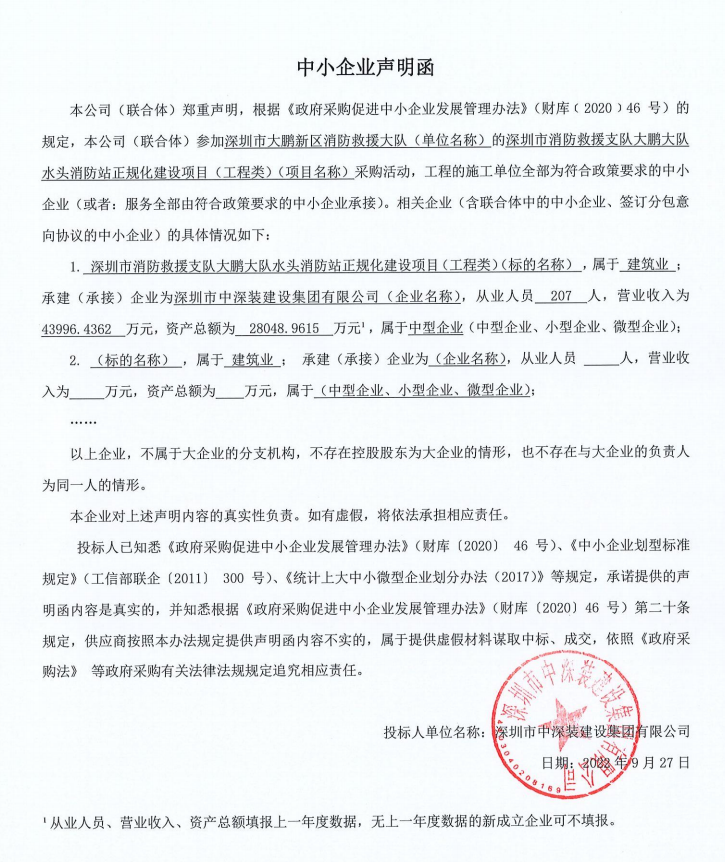 中小企业声明函
本公司（联合体）郑重声明，根据《政府采购促进中小企业发展管理办法》（财库﹝2020﹞46 号）的
规定，本公司（联合体）参加深圳市大鹏新区消防救援大队（单位名称）的深圳市消防救援支队大鹏大队
水头消防站正规化建设项目（工程类）（项目名称）采购活动，工程的施工单位全部为符合政策要求的中小
企业（或者：服务全部由符合政策要求的中小企业承接）。相关企业（含联合体中的中小企业、签订分包意
向协议的中小企业）的具体情况如下：
1. 深圳市消防救援支队大鹏大队水头消防站正规化建设项目（工程类）（标的名称），属于 建筑业 ；
承建（承接）企业为深圳市中深装建设集团有限公司（企业名称），从业人员 207 人，营业收入为
43996.4362 万元，资产总额为 28048.9615 万元¹，属于中型企业（中型企业、小型企业、微型企业）；
2. （标的名称） ，属于 建筑业 ； 承建（承接）企业为（企业名称），从业人员 _____人，营业收
入为_____万元，资产总额为____万元，属于（中型企业、小型企业、微型企业）；
……
以上企业，不属于大企业的分支机构，不存在控股股东为大企业的情形，也不存在与大企业的负责人
为同一人的情形。
本企业对上述声明内容的真实性负责。如有虚假，将依法承担相应责任。
投标人已知悉《政府采购促进中小企业发展管理办法》（财库〔2020〕 46 号）、《中小企业划型标准
规定》（工信部联企〔2011〕 300 号）、《统计上大中小微型企业划分办法（2017）》等规定，承诺提供的声
明函内容是真实的，并知悉根据《政府采购促进中小企业发展管理办法》（财库〔2020〕46 号）第二十条
规定，供应商按照本办法规定提供声明函内容不实的，属于提供虚假材料谋取中标、成交，依照《政府采
购法》 等政府采购有关法律法规规定追究相应责任。
深圳市中深装建设集团有限公司
投标人单位名称：深圳市中深装建设集团有限公司
日期：2022 年 9 月 27 日
¹从业人员、营业收入、资产总额填报上一年度数据，无上一年度数据的新成立企业可不填报。